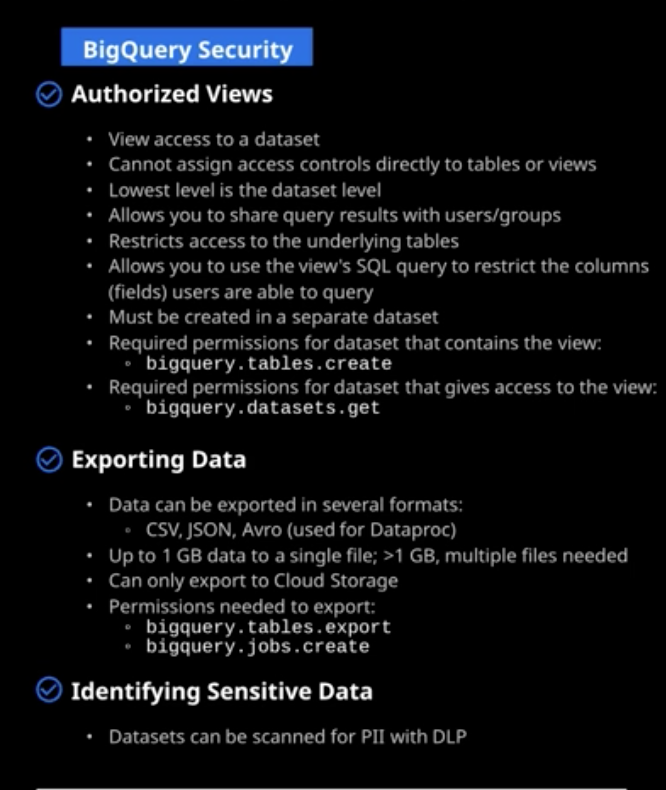 BigQuery Security
Authorized Views
• View access to a dataset
• Cannot assign access controls directly to tables or views
• Lowest level is the dataset level
• Allows you to share query results with users/groups
• Restricts access to the underlying tables
• Allows you to use the view's SQL query to restrict the columns
(fields) users are able to query
• Must be created in a separate dataset
• Required permissions for dataset that contains the view:
◦ bigquery.tables.create
• Required permissions for dataset that gives access to the view:
◦ bigquery.datasets.get
Exporting Data
• Data can be exported in several formats:
◦ CSV, JSON, Avro (used for Dataproc)
• Up to 1 GB data to a single file; >1 GB, multiple files needed
• Can only export to Cloud Storage
• Permissions needed to export:
◦ bigquery.tables.export
◦ bigquery.jobs.create
Identifying Sensitive Data
• Datasets can be scanned for PII with DLP